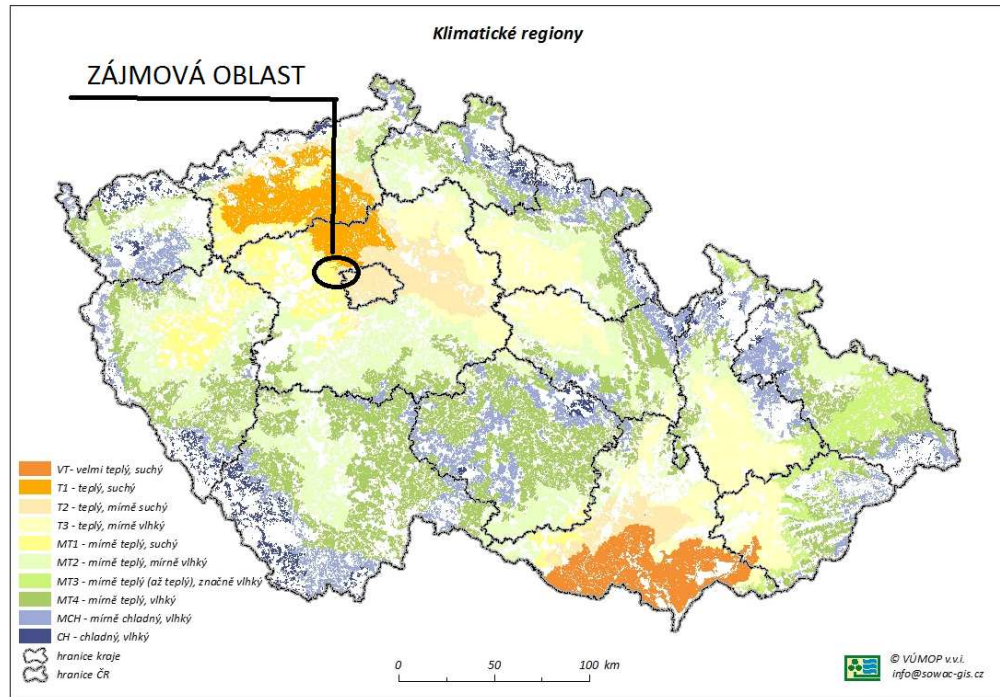 Klimatické regiony
ZÁJMOVÁ OBLAST
VT- velmi teplý, suchý
T1 - teplý, suchý
T2 - teplý, mírně suchý
T3 - teplý, mírně vlhký
MT1 - mírně teplý, suchý
MT2 - mírně teplý, mírně vlhký
MT3 - mírně teplý (až teplý), značně vlhký
MT4 - mírně teplý, vlhký
MCH - mírně chladný, vlhký
CH - chladný, vlhký
hranice kraje
hranice ČR
0 50 100 km
© VÚMOP v.v.i.
info@sowac-gis.cz